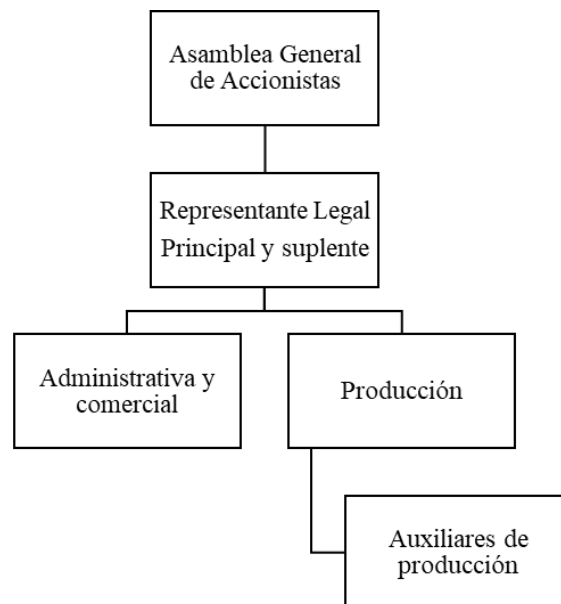 Asamblea General
de Accionistas
Representante Legal
Principal y suplente
Administrativa y
comercial
Producción
Auxiliares de
producción